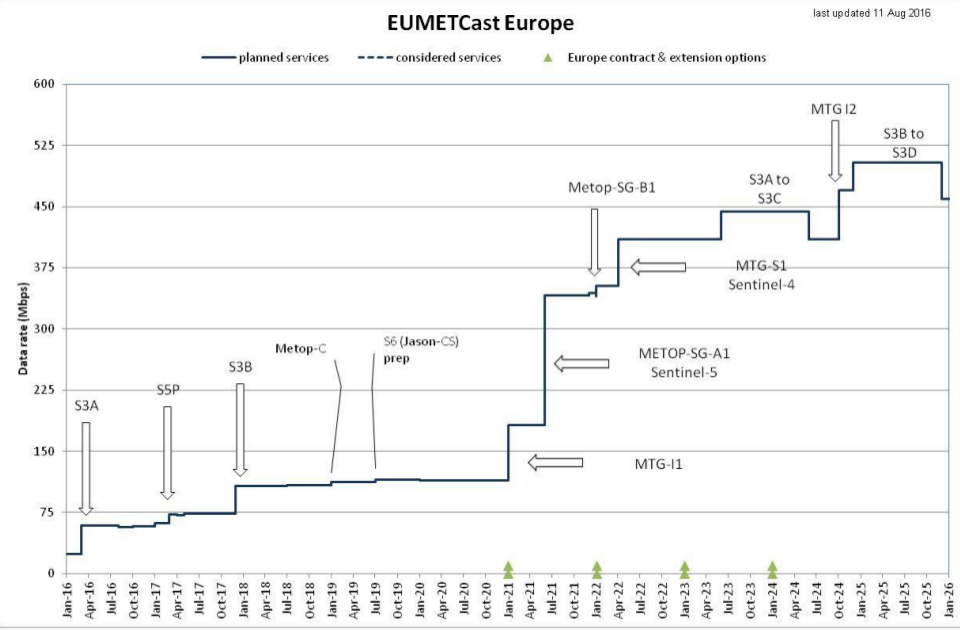 last updated 11 Aug 2016
EUMETCast Europe
planned services
considered services
Europe contract & extension options
Data rate (Mbps)
600
525
450
375
300
225
150
75
0
S3A
S5P
S3B
Metop-C
S6 (Jason-CS)
prep
MTG-I1
METOP-SG-A1
Sentinel-5
Metop-SG-B1
MTG-S1
Sentinel-4
S3A to
S3C
MTG I2
S3B to
S3D
Jan-16
Apr-16
Jul-16
Oct-16
Jan-17
Apr-17
Jul-17
Oct-17
Jan-18
Apr-18
Jul-18
Oct-18
Jan-19
Apr-19
Jul-19
Oct-19
Jan-20
Apr-20
Jul-20
Oct-20
Jan-21
Apr-21
Jul-21
Oct-21
Jan-22
Apr-22
Jul-22
Oct-22
Jan-23
Apr-23
Jul-23
Oct-23
Jan-24
Apr-24
Jul-24
Oct-24
Jan-25
Apr-25
Jul-25
Oct-25
Jan-26